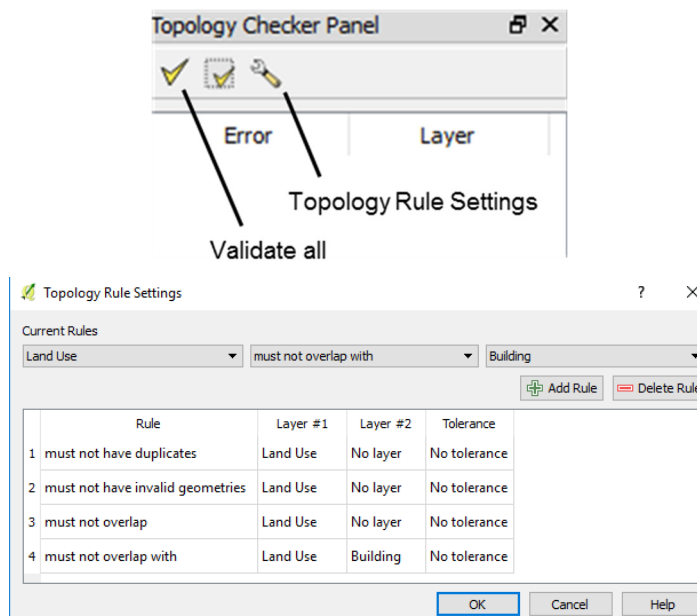 Topology Checker Panel
Error Layer
Topology Rule Settings
Validate all
Topology Rule Settings ?
Current Rules
Land Use must not overlap with Building
Add Rule Delete Rule
Rule Layer #1 Layer #2 Tolerance
1 must not have duplicates Land Use No layer No tolerance
2 must not have invalid geometries Land Use No layer No tolerance
3 must not overlap Land Use No layer No tolerance
4 must not overlap with Land Use Building No tolerance
OK Cancel Help